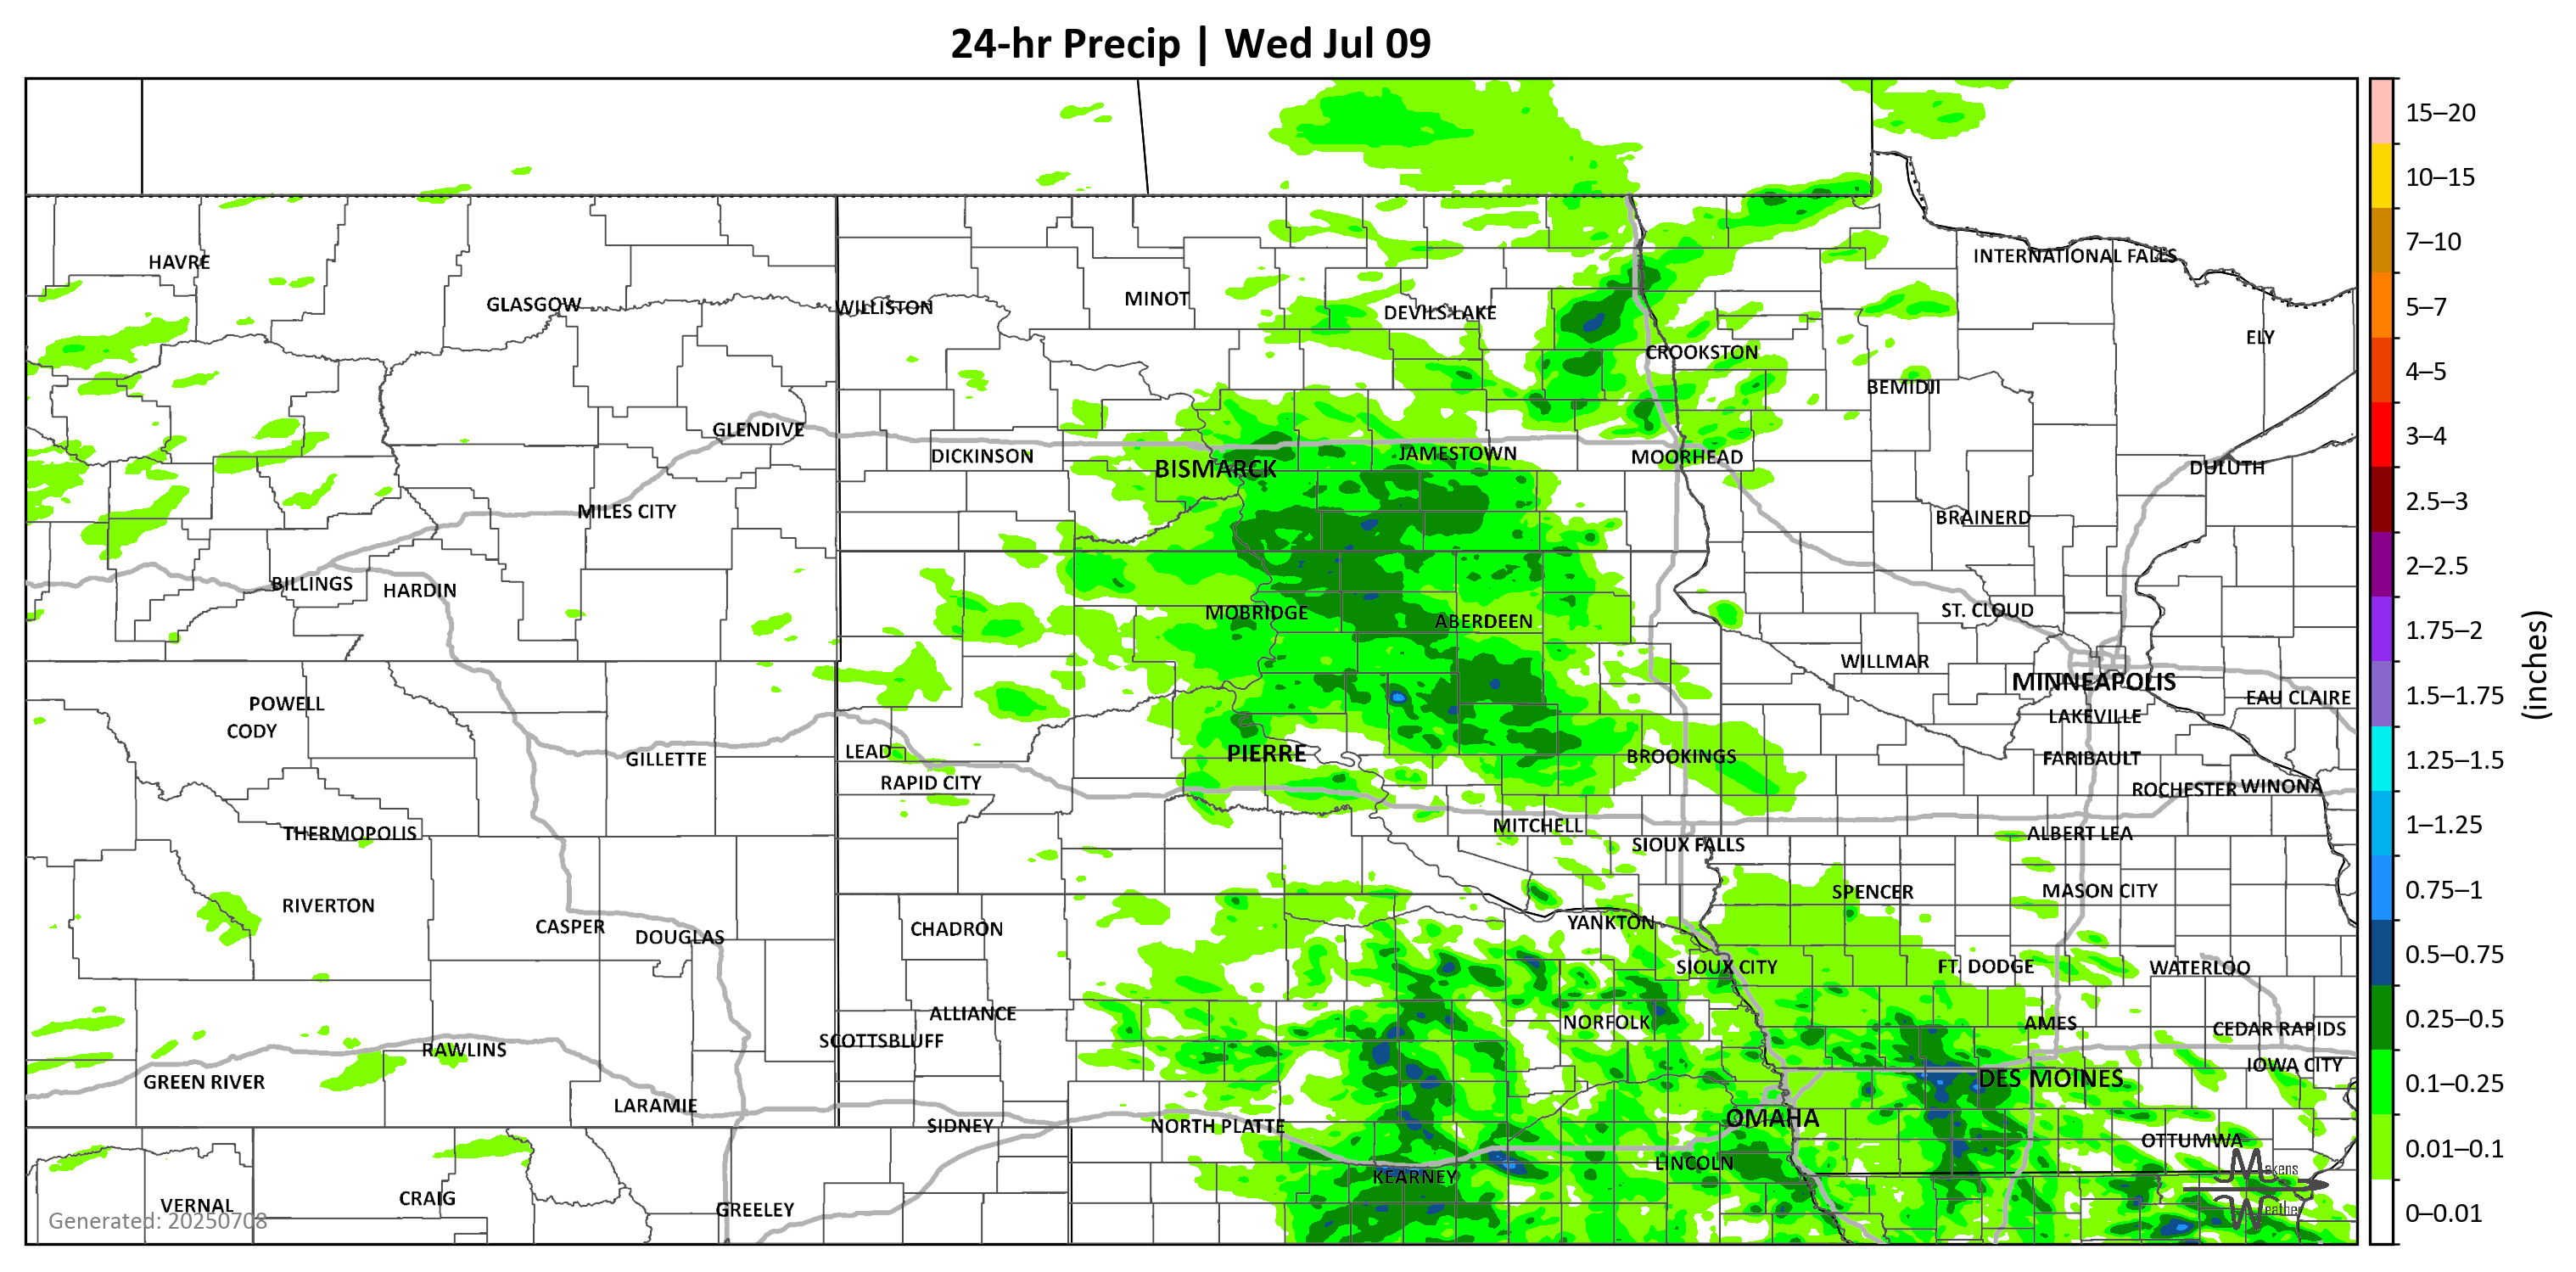 24-hr Precip | Wed Jul 09
15–20
10–15
INTERNATIONAL FALLS
7–10
HAVRE
GLASGOW
WILLISTON
MINOT
DEVILS LAKE
5–7
ELY
CROOKSTON
4–5
BEMIDJI
GLENDIVE
3–4
DICKINSON
BISMARCK
JAMESTOWN
MOORHEAD
DULUTH
2.5–3
MILES CITY
BRAINERD
2–2.5
BILLINGS
HARDIN
MOBRIDGE
ABERDEEN
ST. CLOUD
1.75–2
WILLMAR
MINNEAPOLIS
(inches)
POWELL
EAU CLAIRE
1.5–1.75
CODY
LAKEVILLE
GILLETTE
LEAD
PIERRE
BROOKINGS
FARIBAULT
1.25–1.5
RAPID CITY
ROCHESTER
WINONA
THERMOPOLIS
MITCHELL
ALBERT LEA
1–1.25
SIOUX FALLS
RIVERTON
SPENCER
MASON CITY
0.75–1
CASPER
DOUGLAS
CHADRON
YANKTON
0.5–0.75
SIOUX CITY
FT. DODGE
WATERLOO
ALLIANCE
NORFOLK
AMES
CEDAR RAPIDS
0.25–0.5
RAWLINS
SCOTTSBLUFF
IOWA CITY
GREEN RIVER
DES MOINES
0.1–0.25
LARAMIE
OMAHA
SIDNEY
NORTH PLATTE
OTTUMWA
0.01–0.1
KEARNEY
LINCOLN
Makens
Weather
VERNAL
CRAIG
GREELEY
0–0.01
Generated: 20250708